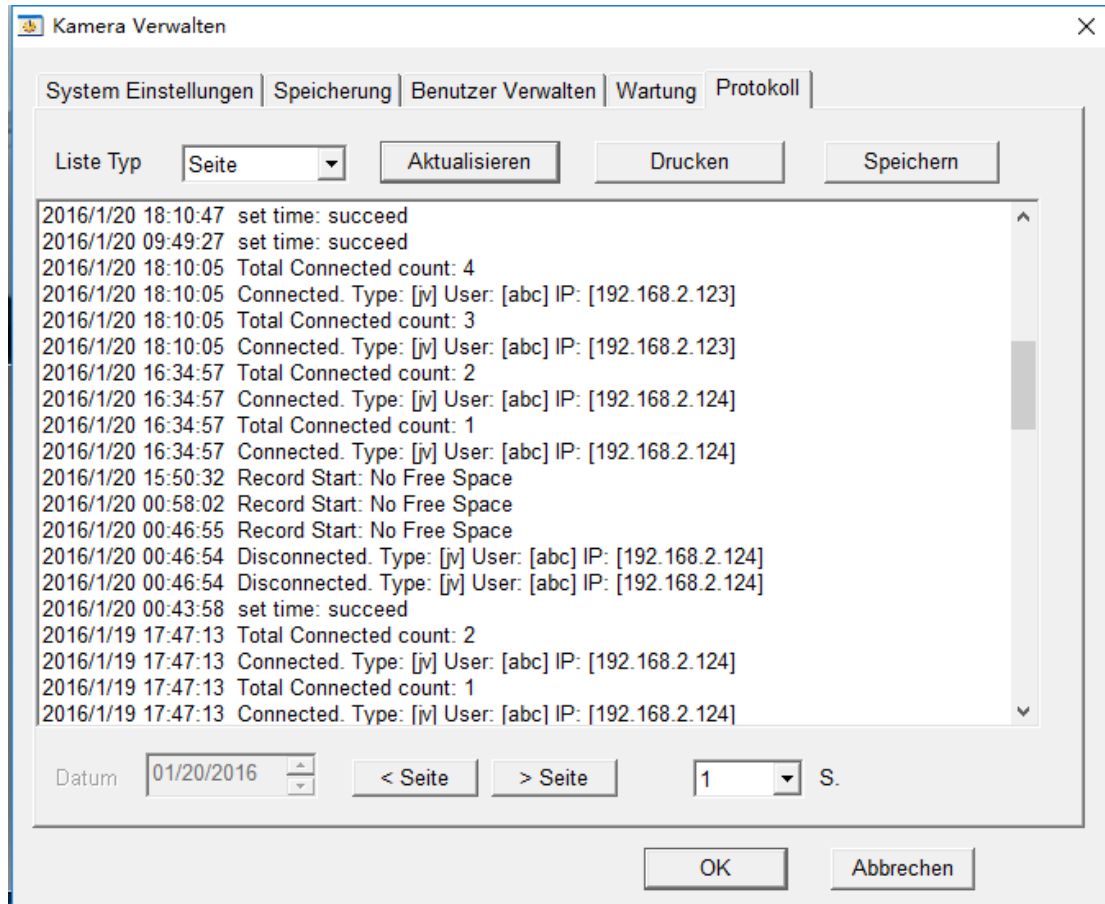 Kamera Verwalten
System Einstellungen Speicherung Benutzer Verwalten Wartung Protokoll
Liste Typ Seite Aktualisieren Drucken Speichern
2016/1/20 18:10:47 set time: succeed
2016/1/20 09:49:27 set time: succeed
2016/1/20 18:10:05 Total Connected count: 4
2016/1/20 18:10:05 Connected. Type: [jv] User: [abc] IP: [192.168.2.123]
2016/1/20 18:10:05 Total Connected count: 3
2016/1/20 18:10:05 Connected. Type: [jv] User: [abc] IP: [192.168.2.123]
2016/1/20 16:34:57 Total Connected count: 2
2016/1/20 16:34:57 Connected. Type: [jv] User: [abc] IP: [192.168.2.124]
2016/1/20 16:34:57 Total Connected count: 1
2016/1/20 16:34:57 Connected. Type: [jv] User: [abc] IP: [192.168.2.124]
2016/1/20 15:50:32 Record Start: No Free Space
2016/1/20 00:58:02 Record Start: No Free Space
2016/1/20 00:46:55 Record Start: No Free Space
2016/1/20 00:46:54 Disconnected. Type: [jv] User: [abc] IP: [192.168.2.124]
2016/1/20 00:46:54 Disconnected. Type: [jv] User: [abc] IP: [192.168.2.124]
2016/1/20 00:43:58 set time: succeed
2016/1/19 17:47:13 Total Connected count: 2
2016/1/19 17:47:13 Connected. Type: [jv] User: [abc] IP: [192.168.2.124]
2016/1/19 17:47:13 Total Connected count: 1
2016/1/19 17:47:13 Connected. Type: [jv] User: [abc] IP: [192.168.2.124]
Datum 01/20/2016 < Seite > Seite 1 S.
OK Abbrechen